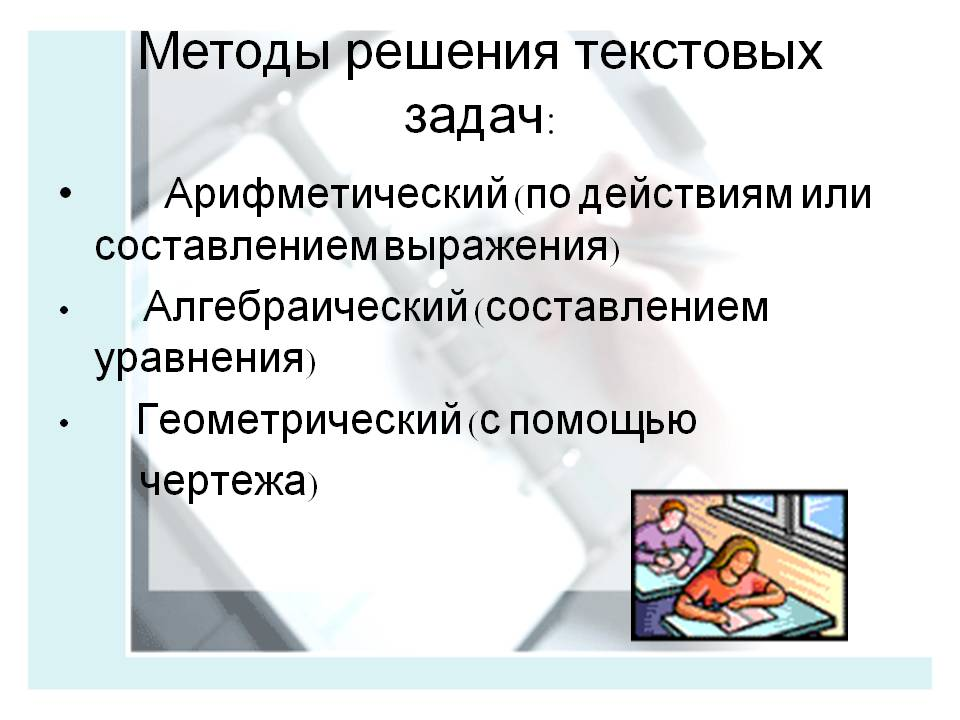 Методы решения текстовых
задач:
• Арифметический (по действиям или
составлением выражения)
• Алгебраический (составлением
уравнения)
• Геометрический (с помощью
чертежа)